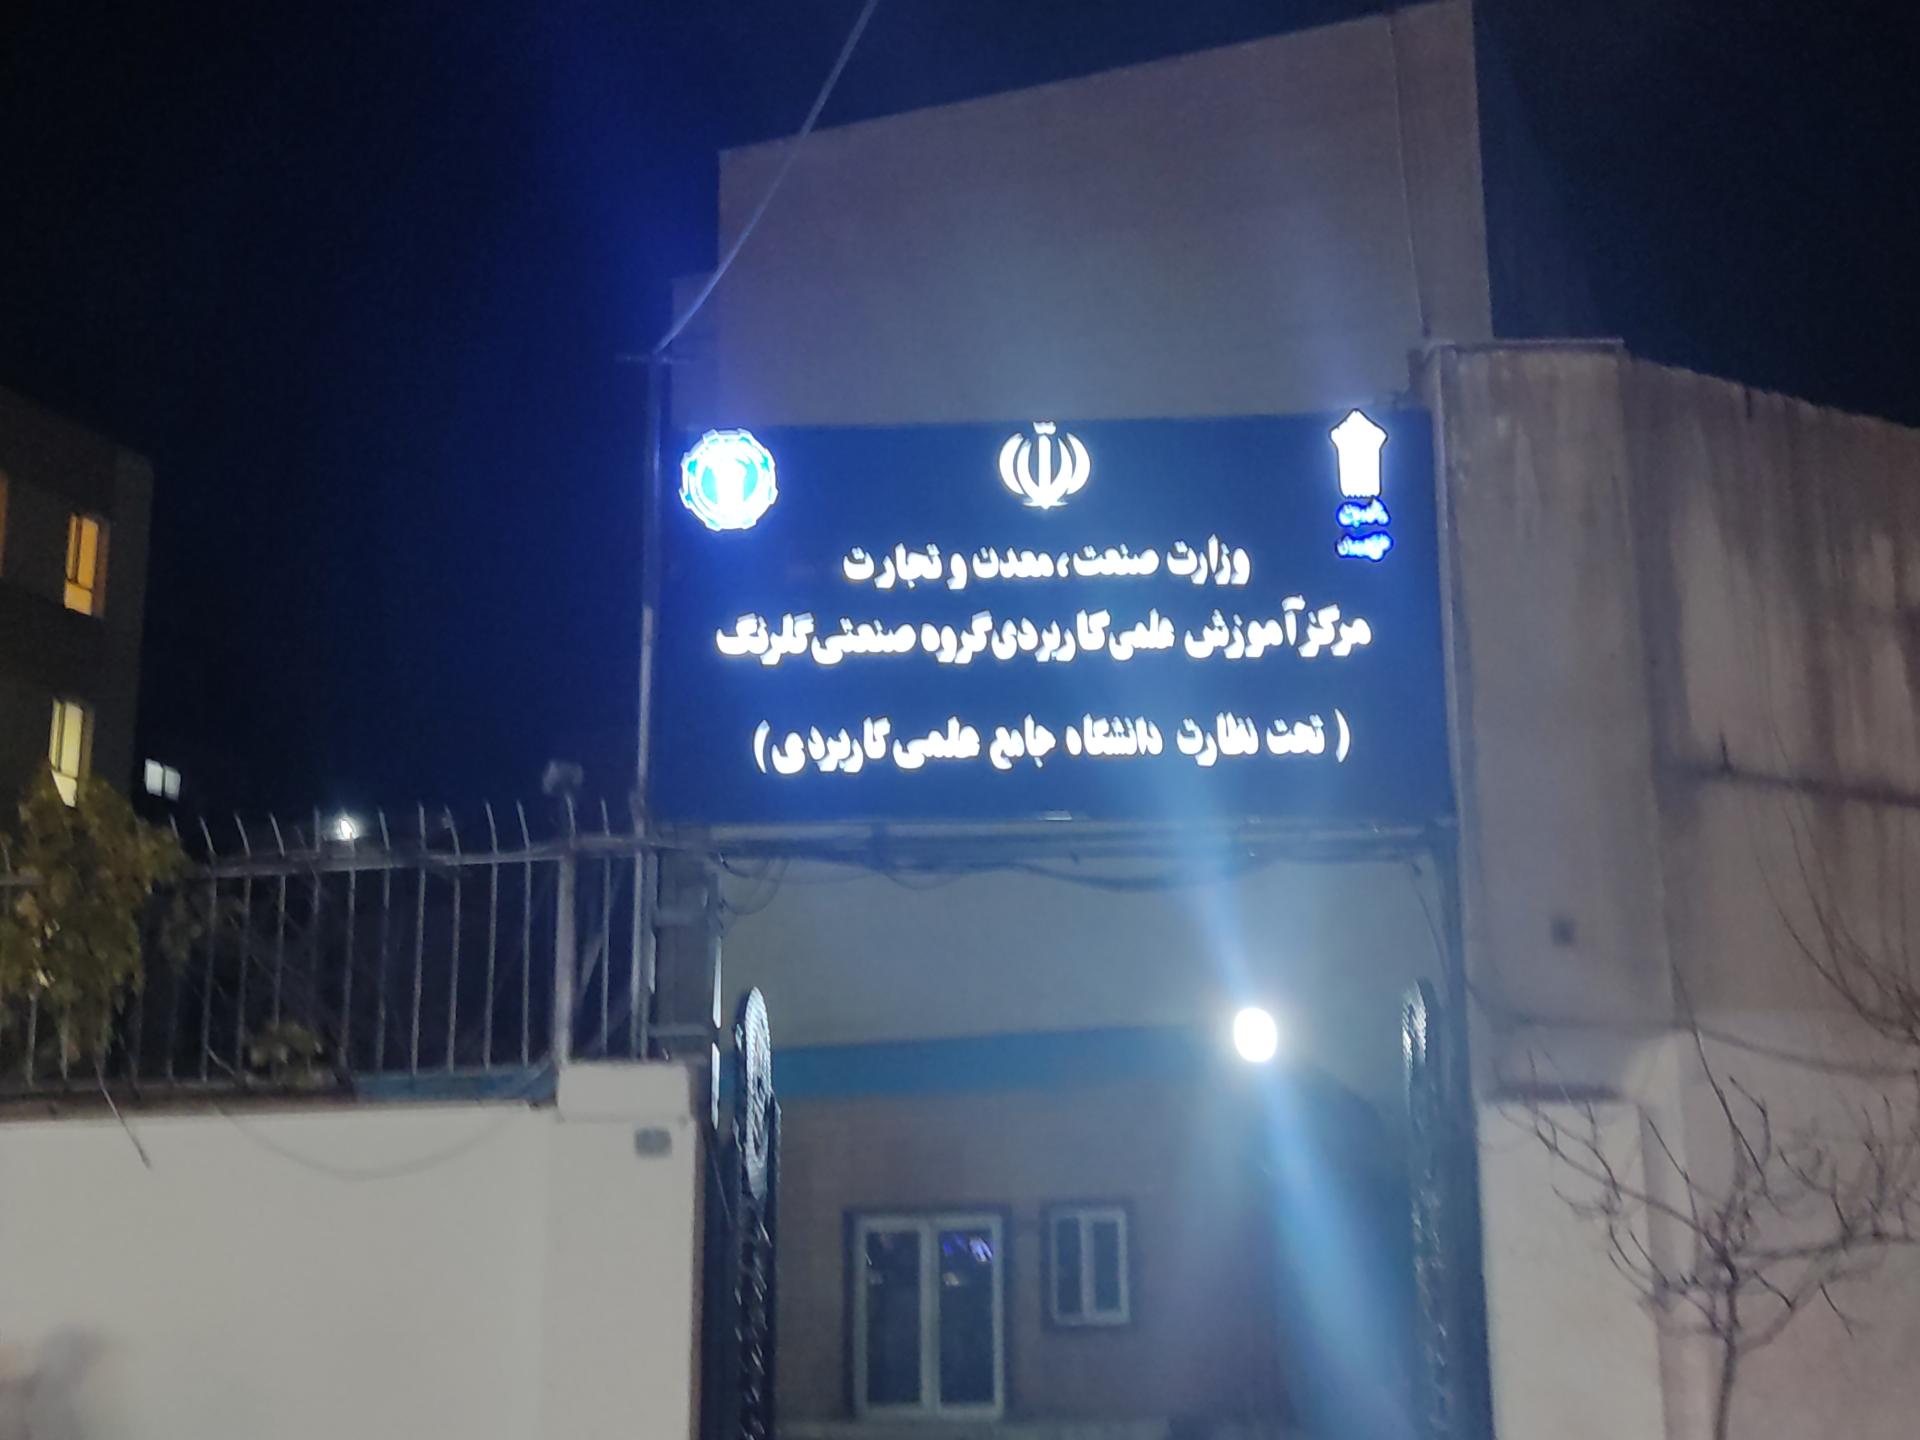 وزارت صنعت، معدن و تجارت
مرکز آموزش علمی کاربردی گروه صنعتی گلرنگ
( تحت نظارت دانشگاه جامع علمی کاربردی)